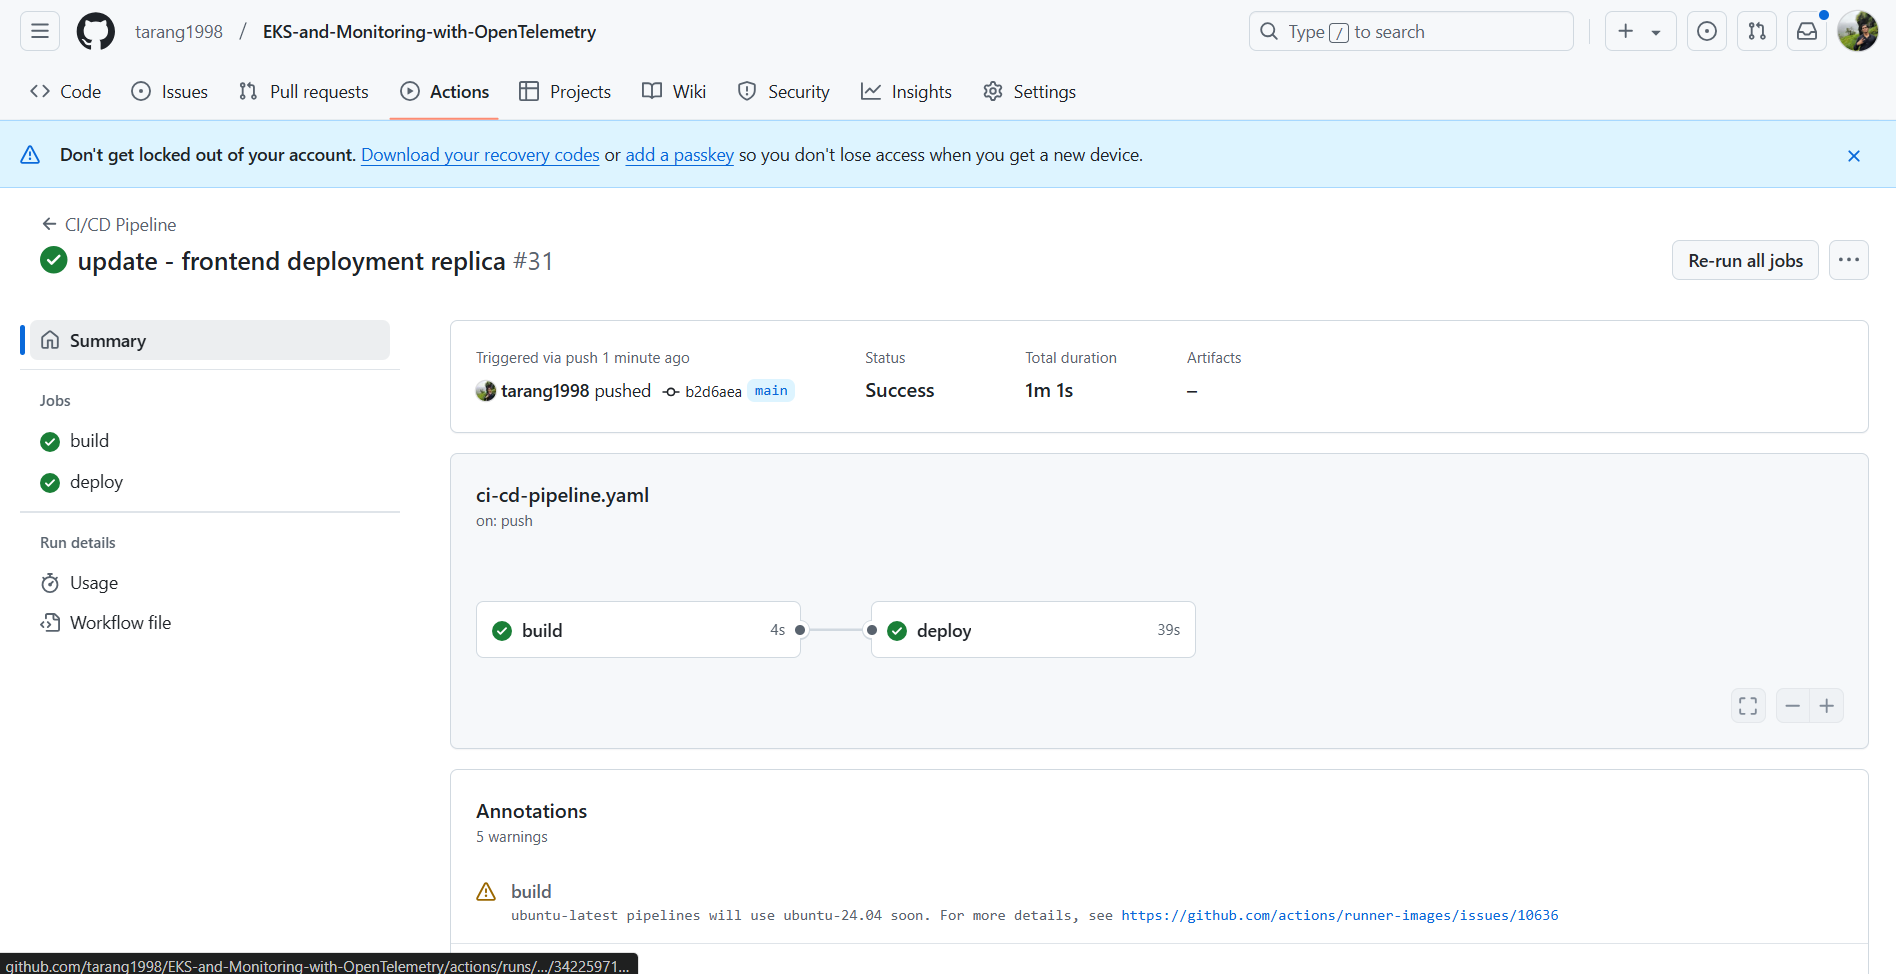 tarang1998 / EKS-and-Monitoring-with-OpenTelemetry
Type / to search
Code Issues Pull requests Actions Projects Wiki Security Insights Settings
Don't get locked out of your account. Download your recovery codes or add a passkey so you don't lose access when you get a new device.
CI/CD Pipeline
update - frontend deployment replica #31
Re-run all jobs
Summary
Jobs
build
deploy
Run details
Usage
Workflow file
Triggered via push 1 minute ago
tarang1998 pushed b2d6aea main
Status
Success
Total duration
1m 1s
Artifacts
–
ci-cd-pipeline.yaml
on: push
build 4s
deploy 39s
Annotations
5 warnings
build
ubuntu-latest pipelines will use ubuntu-24.04 soon. For more details, see https://github.com/actions/runner-images/issues/10636
github.com/tarang1998/EKS-and-Monitoring-with-OpenTelemetry/actions/runs/.../34225971...